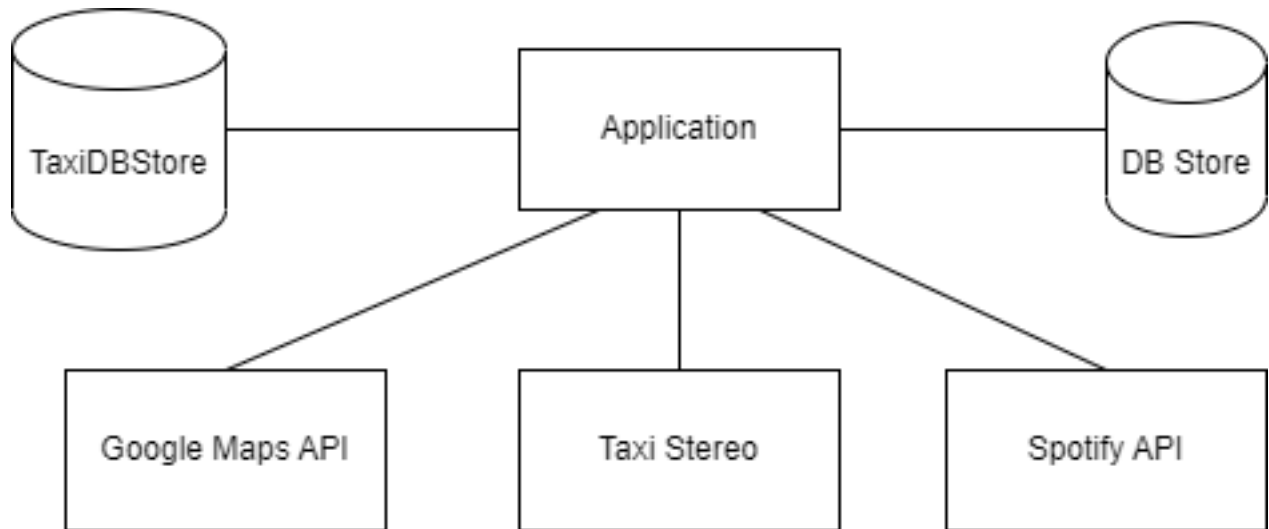 TaxiDBStore
Application
DB Store
Google Maps API
Taxi Stereo
Spotify API